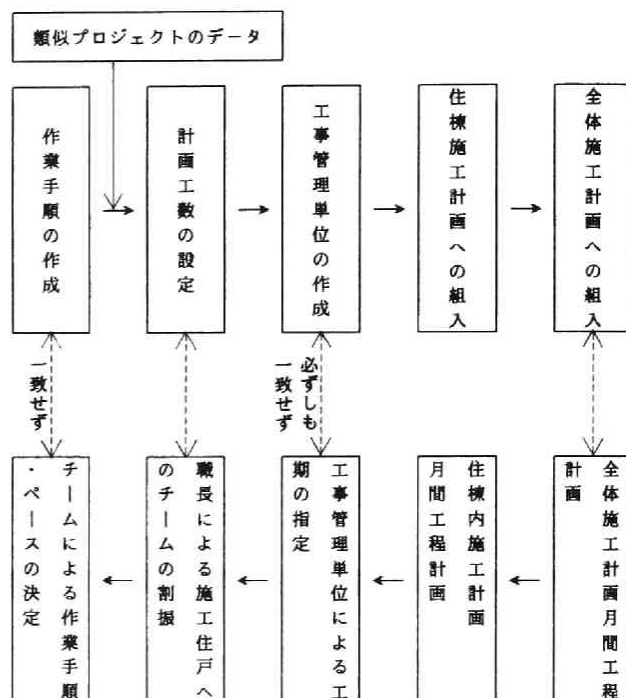 類似プロジェクトのデータ
作業手順の作成
計画工数の設定
工事管理単位の作成
住棟施工計画への組入
全体施工計画への組入
一致せず
必ずしも
一致せず
チームによる作業手順
・ペースの決定
職長による施工住戸へ
のチームの割振
工事管理単位による工
期の指定
住棟内施工計画
月間工程計画
全体施工計画月間工程
計画